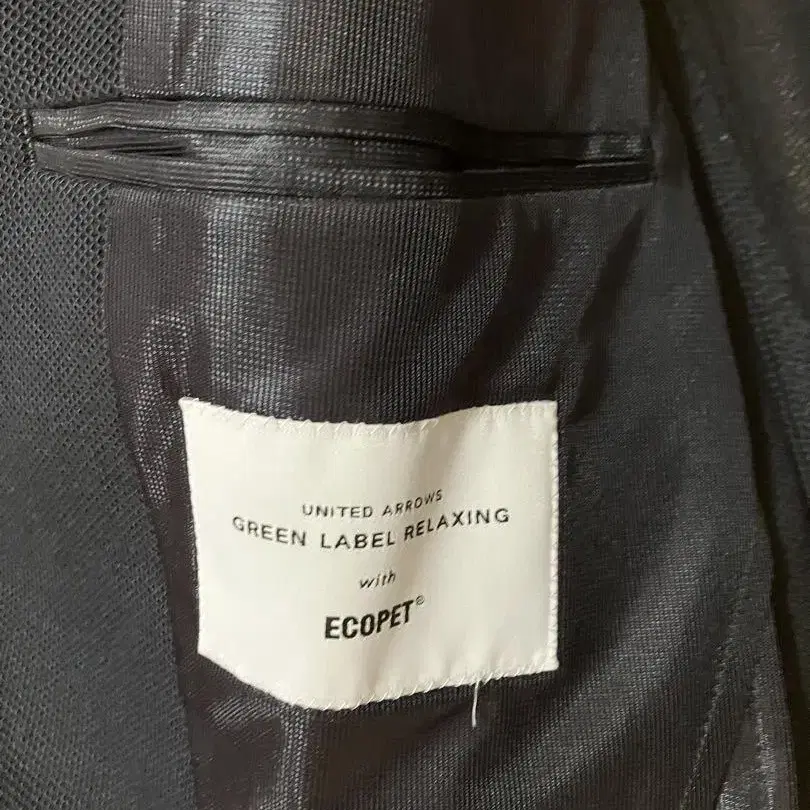 UNITED ARROWS
GREEN LABEL RELAXING
with
ECOPET®